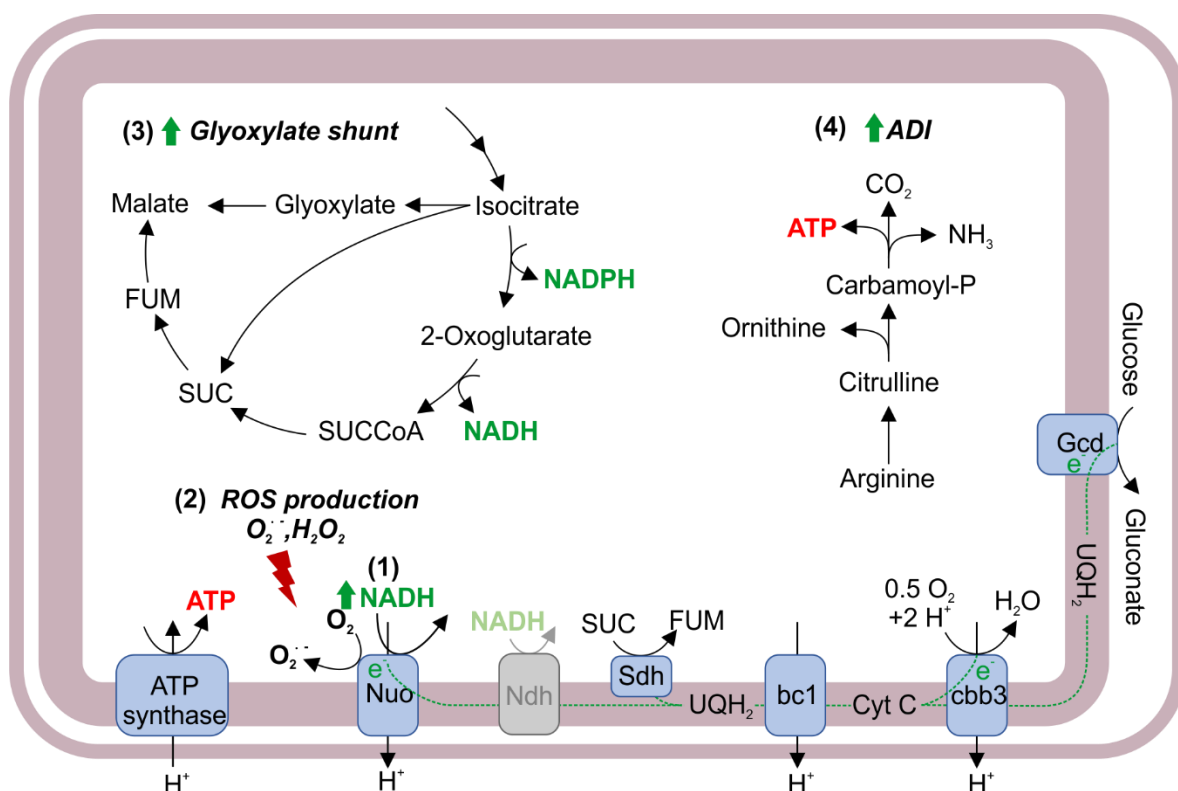 (3) Glyoxylate shunt
(4) ADI
CO₂
Malate Glyoxylate Isocitrate
ATP NH₃
NADPH
Carbamoyl-P
FUM
2-Oxoglutarate
Ornithine
Glucose
SUC
Citrulline
SUCCoA NADH
Gcd
e⁻
Arginine
Gluconate
(2) ROS production
O₂˙⁻,H₂O₂
(1)
ATP
NADH
O₂
O₂˙⁻
NADH
SUC FUM
0.5 O₂
+2 H⁺
H₂O
UQH₂
ATP
synthase
e⁻
Nuo
Ndh
Sdh
UQH₂
bc1
Cyt C
e⁻
cbb3
H⁺ H⁺ H⁺ H⁺